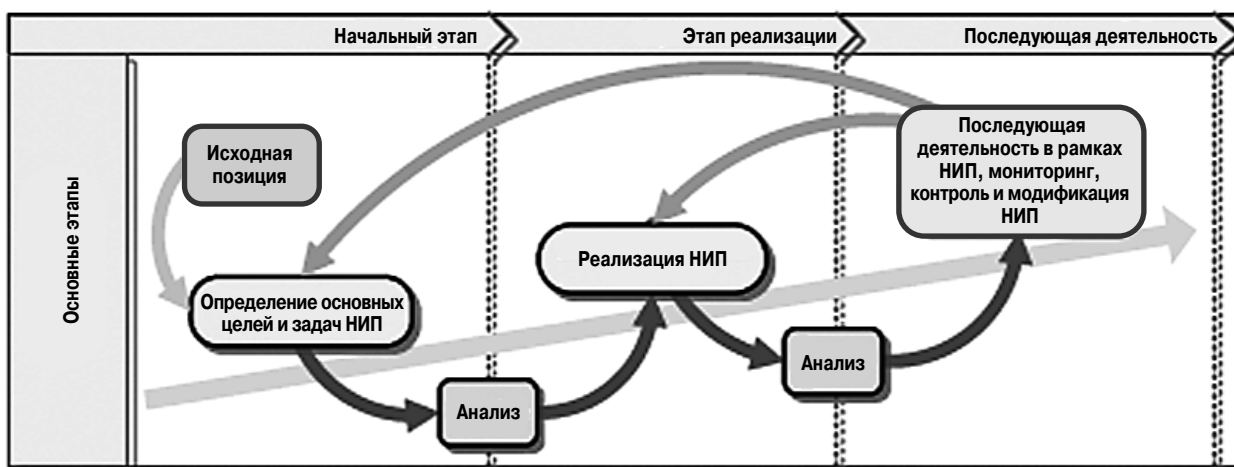 Начальный этап
Этап реализации
Последующая деятельность
Основные этапы
Исходная
позиция
Последующая
деятельность в рамках
НИП, мониторинг,
контроль и модификация
НИП
Реализация НИП
Определение основных
целей и задач НИП
Анализ
Анализ